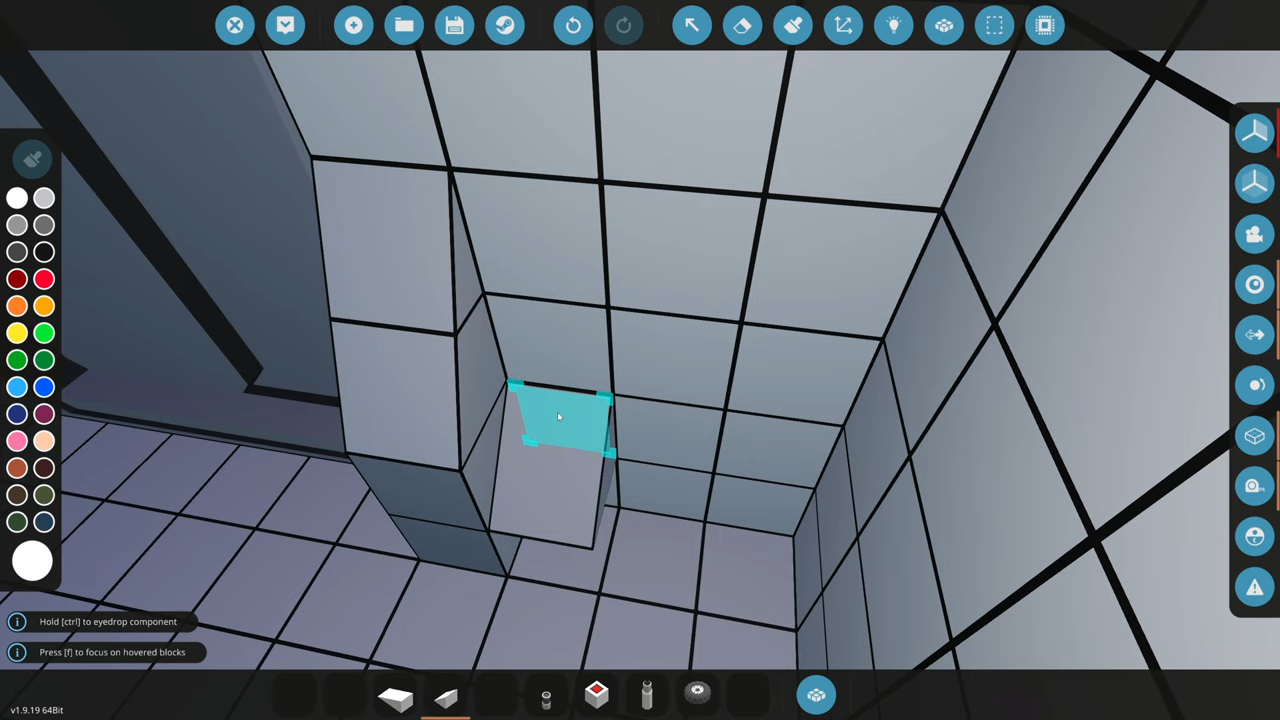 Hold [ctrl] to eyedrop component
Press [f] to focus on hovered blocks
v1.9.19 64Bit